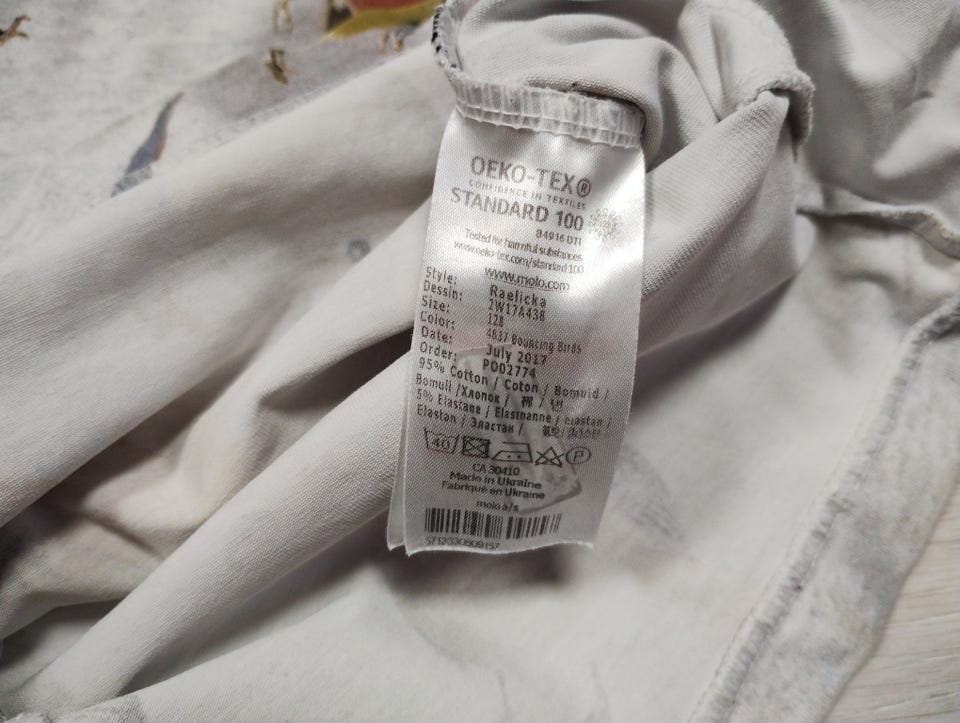 OEKO-TEX®
CONFIDENCE IN TEXTILES
STANDARD 100
84916 DTI
Tested for harmful substances
www.oeko-tex.com/standard100
www.molo.com
Style: Raelicka
Dessin: 2W17A438
Size: 128
Color: 4637 Bouncing Birds
Date: July 2017
Order: PO02774
95% Cotton / Coton / Bomuld /
Bomull /Хлопок / 棉 / 면
5% Elastane / Elasthanne / Elastan /
Elastan / Эластан /
40 P
CA 30410
Made in Ukraine
Fabriqué en Ukraine
molo a/s